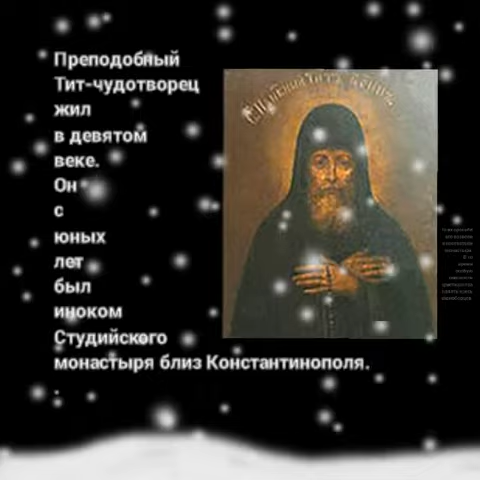 Преподобный
Тит-чудотворец
жил
в девятом
веке.
Он
с
юных
лет
был
иноком
Студийского
монастыря близ Константинополя.
.